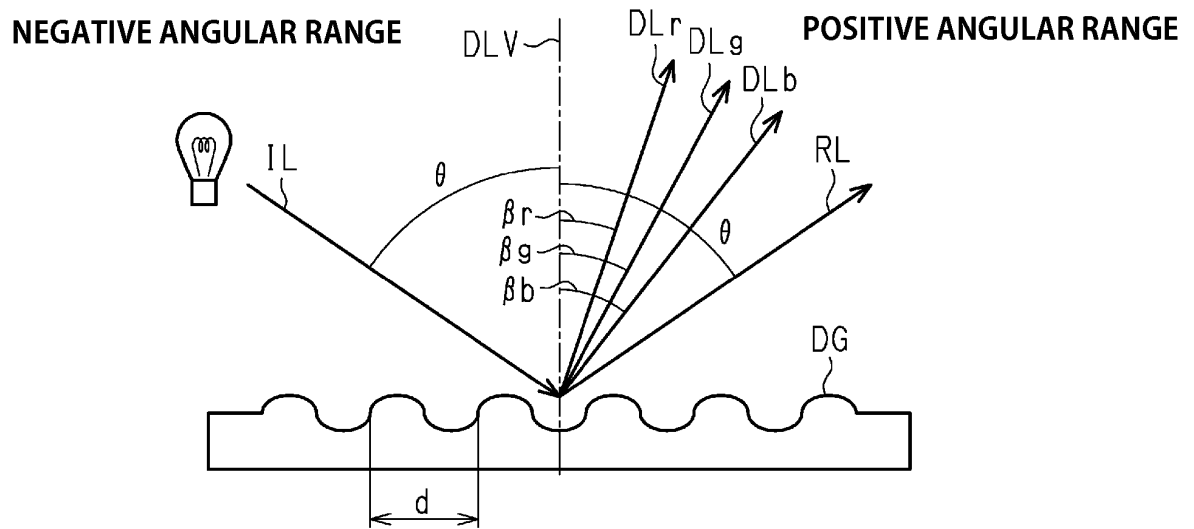 NEGATIVE ANGULAR RANGE
POSITIVE ANGULAR RANGE
DLV
DLr
DLg
DLb
IL
θ
RL
βr
θ
βg
βb
DG
d